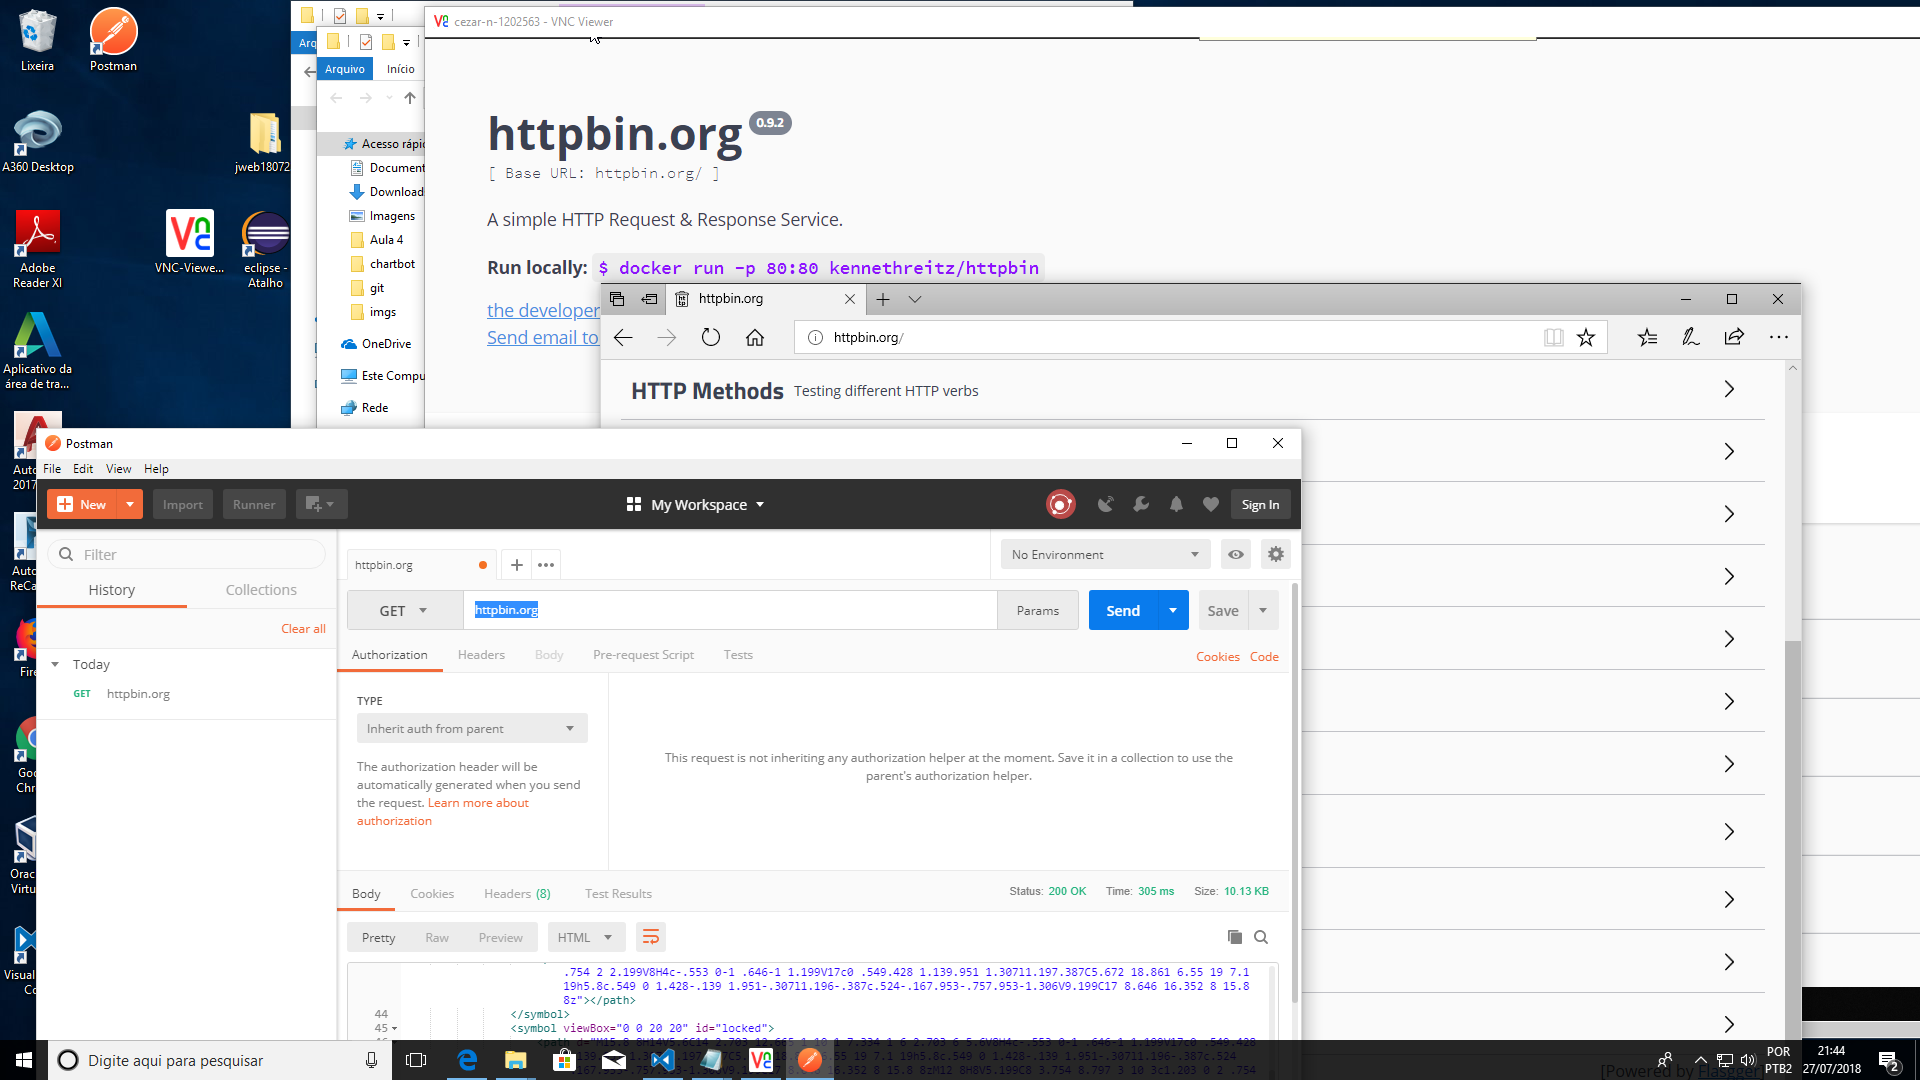 Lixeira
Postman
A360 Desktop
jweb18072
Adobe
Reader XI
VNC-Viewe...
eclipse -
Atalho
Aplicativo da
área de tra...
2017
Arquivo
Início
Acesso rápi
Document
Download
Imagens
Aula 4
chartbot
git
imgs
OneDrive
Este Compu
Rede
cezar-n-1202563 - VNC Viewer
httpbin.org 0.9.2
[ Base URL: httpbin.org/ ]
A simple HTTP Request & Response Service.
Run locally: $ docker run -p 80:80 kennethreitz/httpbin
the developer
Send email to
httpbin.org
httpbin.org/
HTTP Methods Testing different HTTP verbs
Postman
File Edit View Help
New
Import
Runner
My Workspace
Sign In
Filter
History
Collections
Clear all
Today
GET httpbin.org
httpbin.org
No Environment
GET
httpbin.org
Params
Send
Save
Authorization
Headers
Body
Pre-request Script
Tests
Cookies Code
TYPE
Inherit auth from parent
The authorization header will be
automatically generated when you send
the request. Learn more about
authorization
This request is not inheriting any authorization helper at the moment. Save it in a collection to use the
parent's authorization helper.
Body
Cookies
Headers (8)
Test Results
Status: 200 OK Time: 305 ms Size: 10.13 KB
Pretty
Raw
Preview
HTML
.754 2 2.199V8H4c-.553 0-1 .646-1 1.199V17c0 .549.428 1.139.951 1.307l1.197.387C5.672 18.861 6.55 19 7.1
19h5.8c.549 0 1.428-.139 1.951-.307l1.196-.387c.524-.167.953-.757.953-1.306V9.199C17 8.646 16.352 8 15.8
8z"></path>
44 </symbol>
45 <symbol viewBox="0 0 20 20" id="locked">
Digite aqui para pesquisar
POR
PTB2
21:44
27/07/2018
2
[Powered by Flasgger]